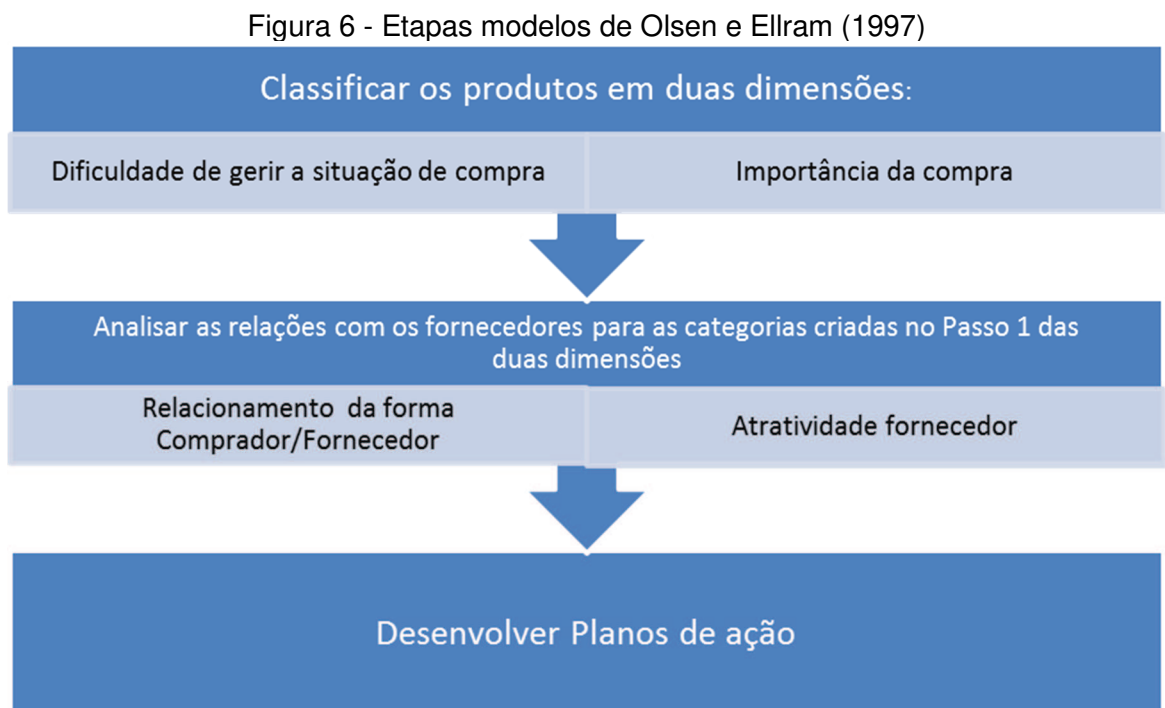 Figura 6 - Etapas modelos de Olsen e Ellram (1997)
Classificar os produtos em duas dimensões:
Dificuldade de gerir a situação de compra
Importância da compra
Analisar as relações com os fornecedores para as categorias criadas no Passo 1 das
duas dimensões
Relacionamento da forma
Comprador/Fornecedor
Atratividade fornecedor
Desenvolver Planos de ação